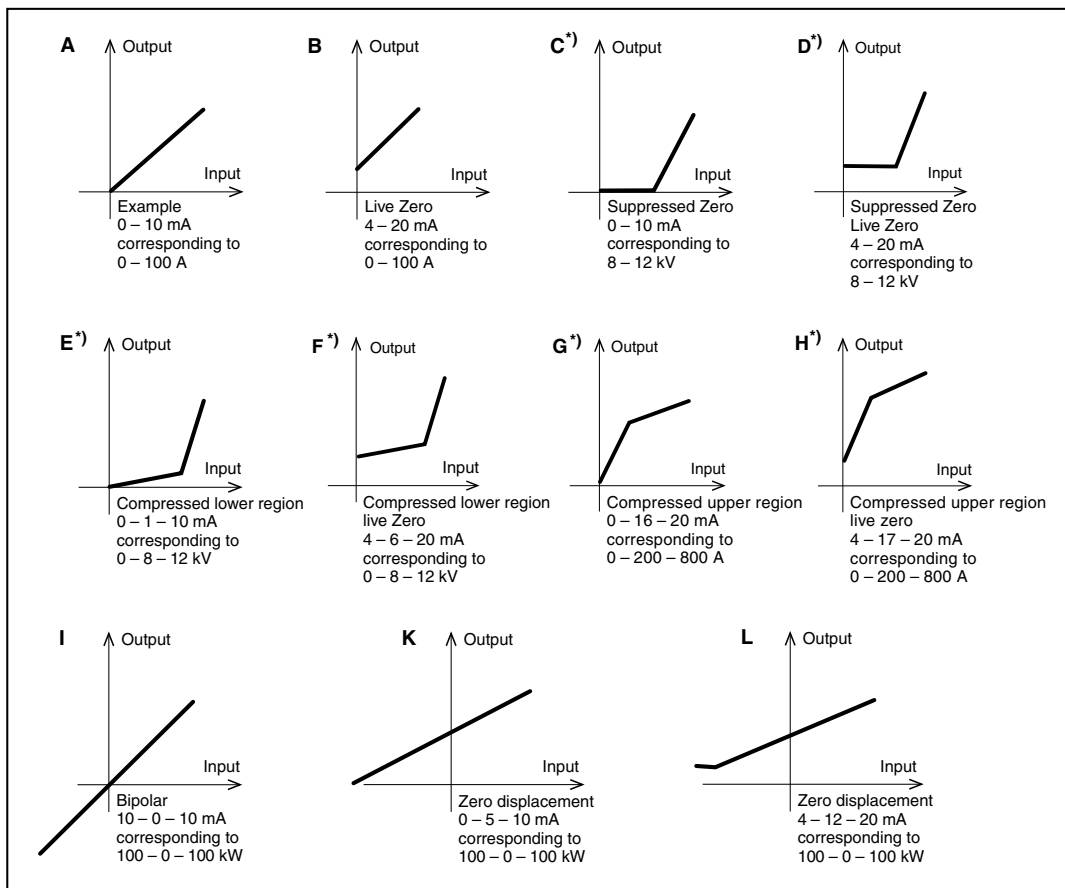 A
Output
Input
Example
0 – 10 mA
corresponding to
0 – 100 A
B
Output
Input
Live Zero
4 – 20 mA
corresponding to
0 – 100 A
C*)
Output
Input
Suppressed Zero
0 – 10 mA
corresponding to
8 – 12 kV
D*)
Output
Input
Suppressed Zero
Live Zero
4 – 20 mA
corresponding to
8 – 12 kV
E*)
Output
Input
Compressed lower region
0 – 1 – 10 mA
corresponding to
0 – 8 – 12 kV
F*)
Output
Input
Compressed lower region
live Zero
4 – 6 – 20 mA
corresponding to
0 – 8 – 12 kV
G*)
Output
Input
Compressed upper region
0 – 16 – 20 mA
corresponding to
0 – 200 – 800 A
H*)
Output
Input
Compressed upper region
live zero
4 – 17 – 20 mA
corresponding to
0 – 200 – 800 A
I
Output
Input
Bipolar
10 – 0 – 10 mA
corresponding to
100 – 0 – 100 kW
K
Output
Input
Zero displacement
0 – 5 – 10 mA
corresponding to
100 – 0 – 100 kW
L
Output
Input
Zero displacement
4 – 12 – 20 mA
corresponding to
100 – 0 – 100 kW